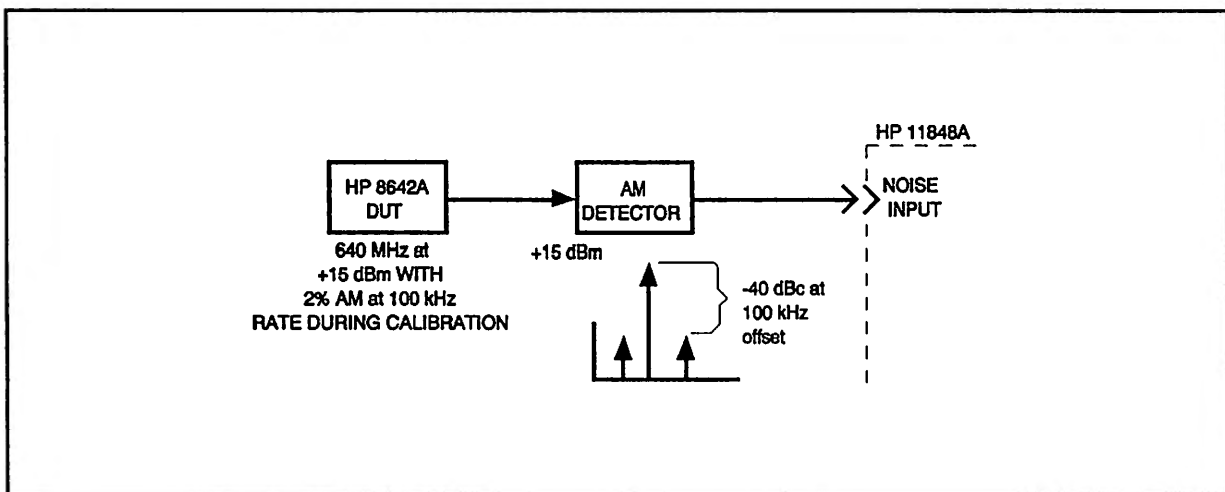 HP 11848A
HP 8642A
DUT
AM
DETECTOR
NOISE
INPUT
640 MHz at
+15 dBm WITH
2% AM at 100 kHz
RATE DURING CALIBRATION
+15 dBm
-40 dBc at
100 kHz
offset